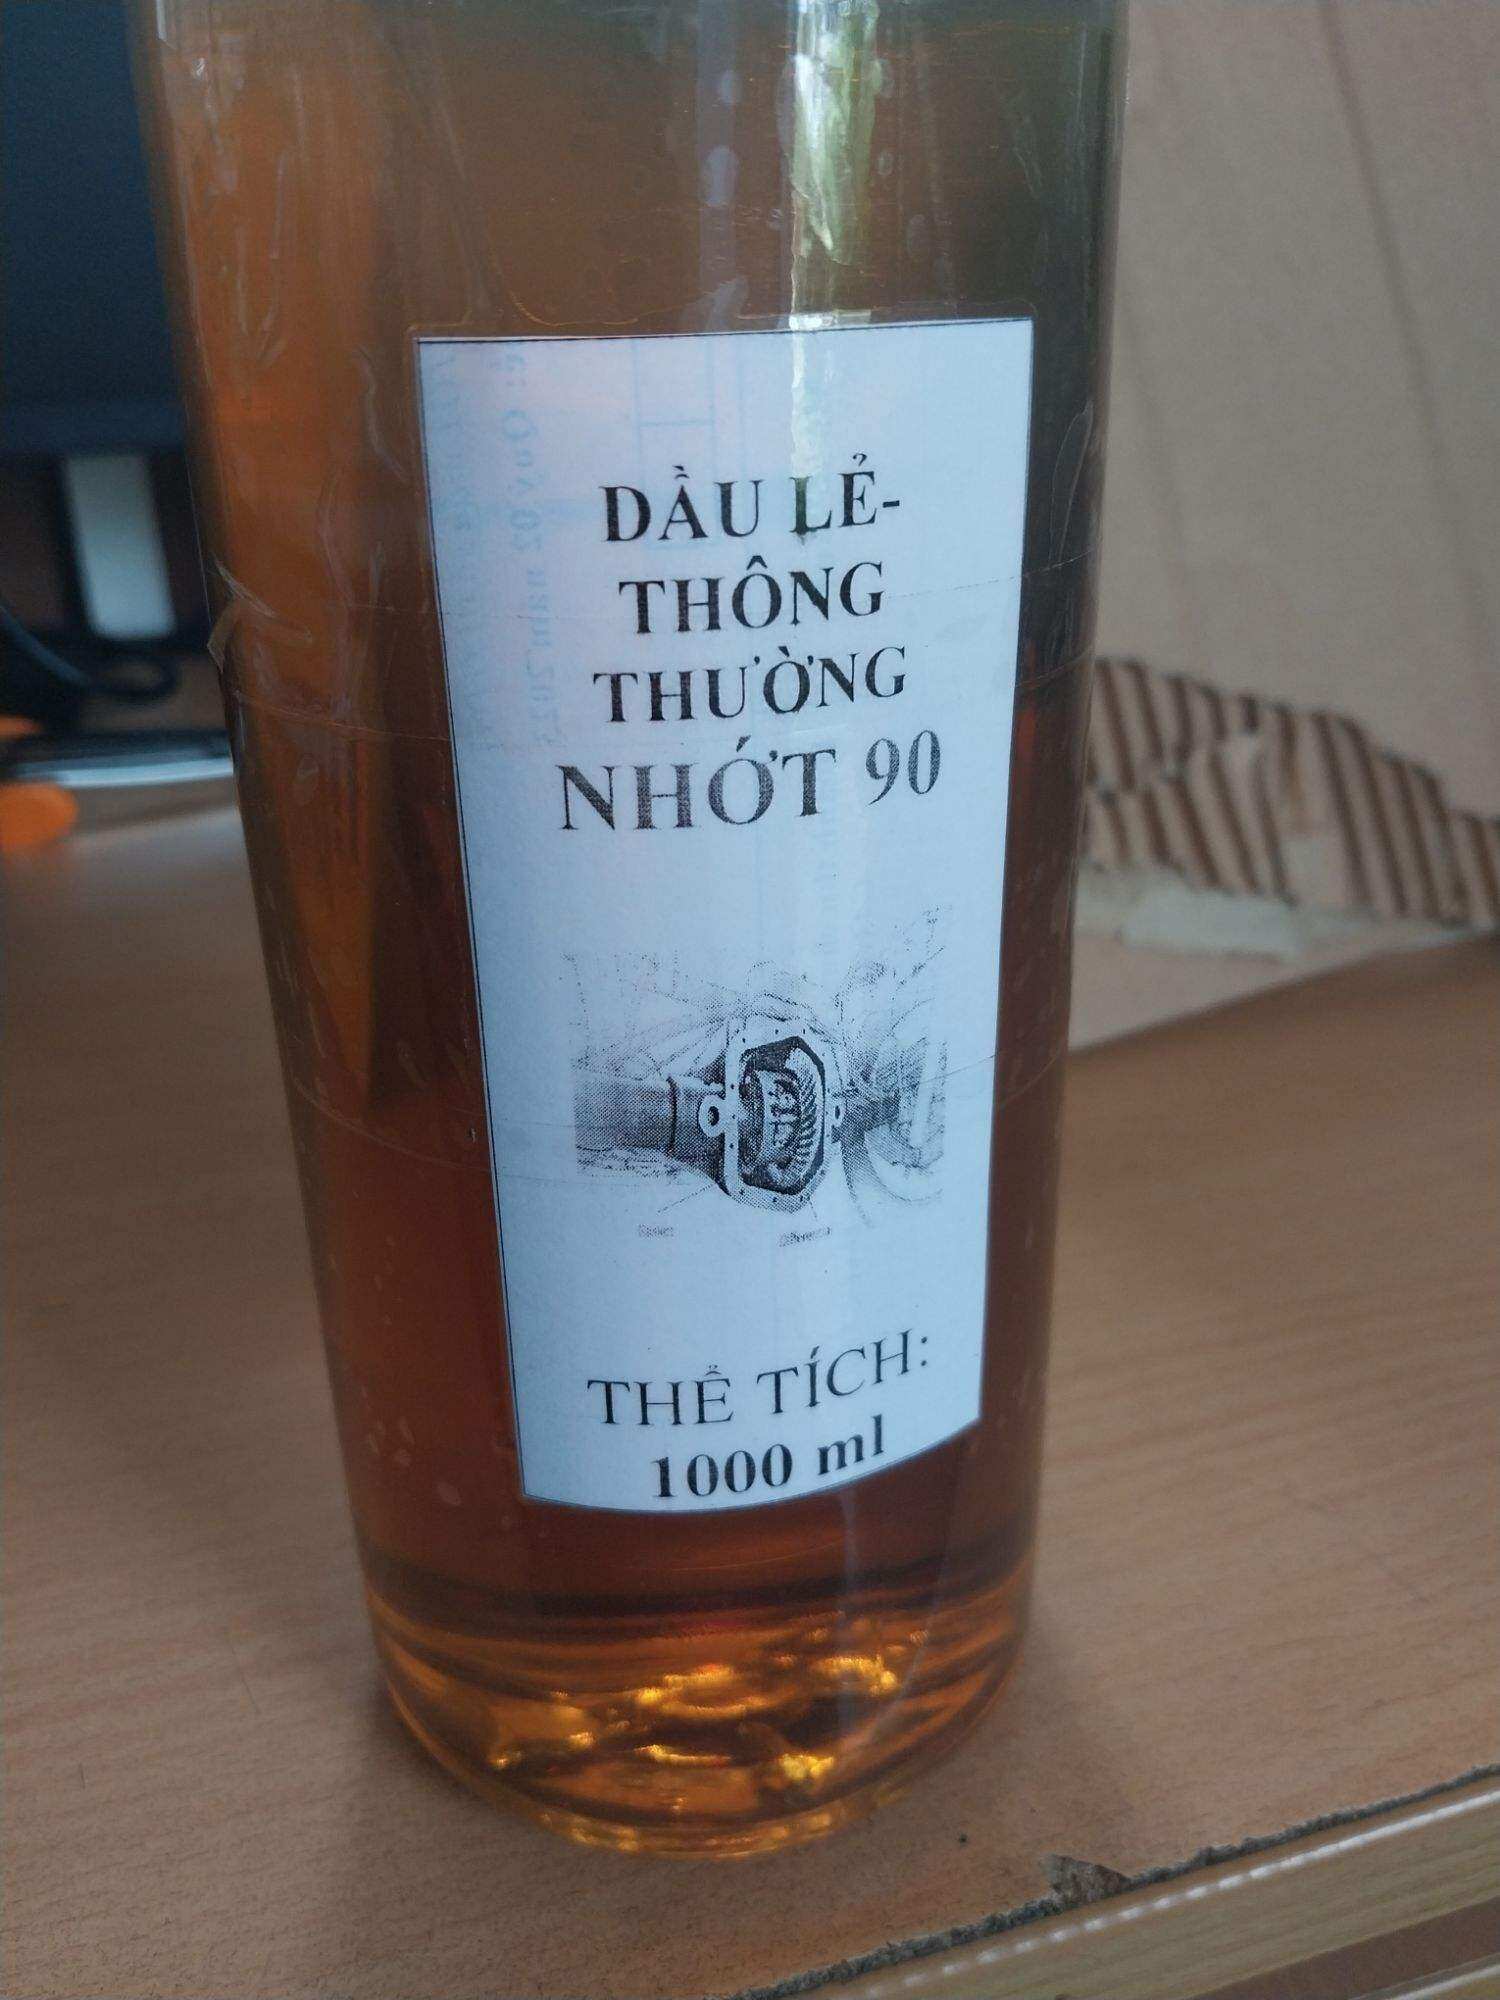 DẦU LẺ-
THÔNG
THƯỜNG
NHỚT 90
THỂ TÍCH:
1000 ml